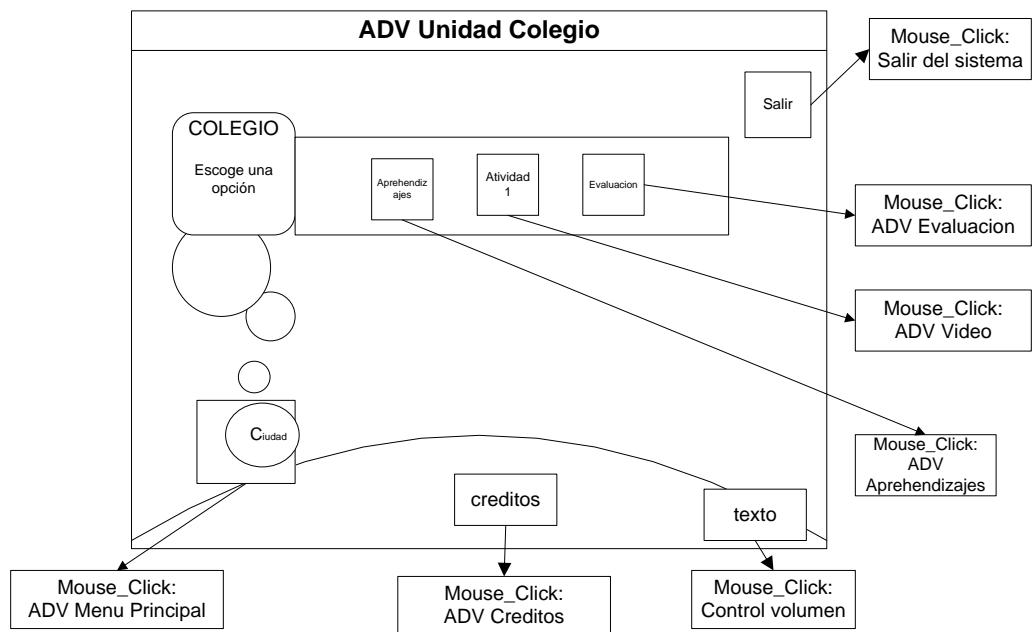 ADV Unidad Colegio
Mouse_Click:
Salir del sistema
Salir
COLEGIO
Escoge una
opción
Aprehendiz
ajes
Atividad
1
Evaluacion
Mouse_Click:
ADV Evaluacion
Mouse_Click:
ADV Video
Ciudad
Mouse_Click:
ADV
Aprehendizajes
creditos
texto
Mouse_Click:
ADV Menu Principal
Mouse_Click:
ADV Creditos
Mouse_Click:
Control volumen